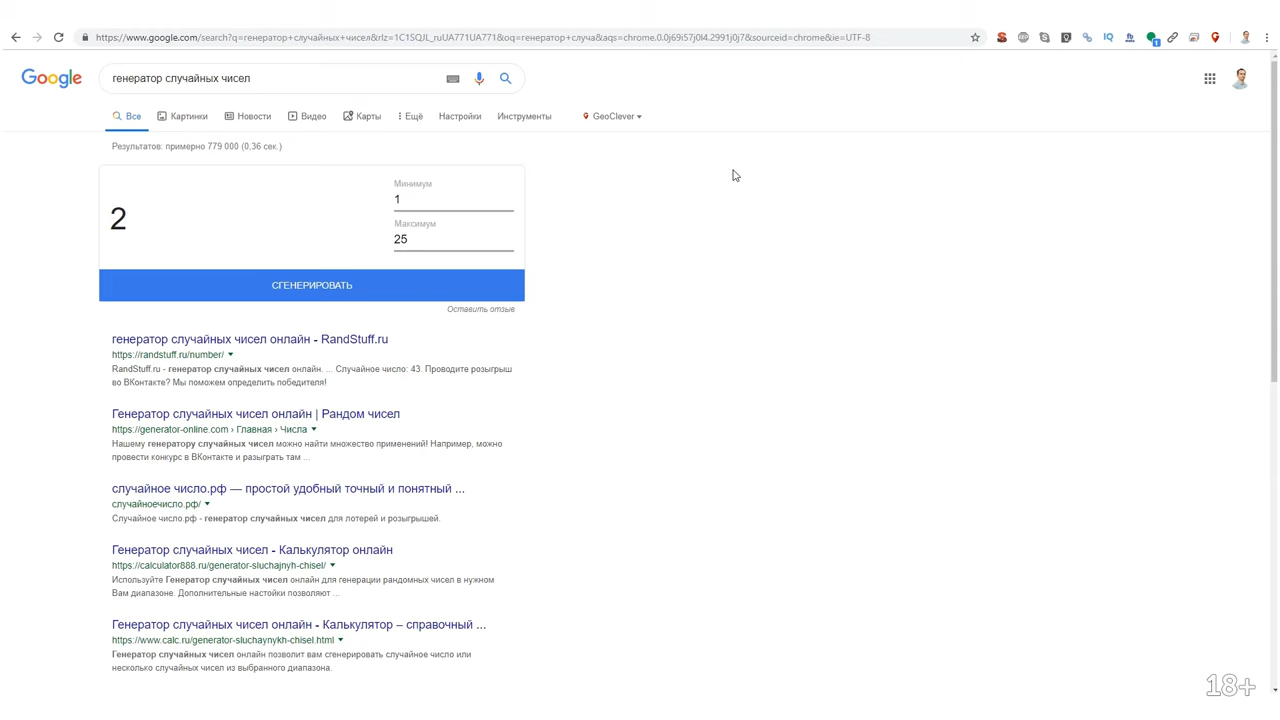 https://www.google.com/search?q=генератор+случайных+чисел&rlz=1C1SQJL_ruUA771UA771&oq=генератор+случа&aqs=chrome.0.0j69i57j0l4.2991j0j7&sourceid=chrome&ie=UTF-8
Google
генератор случайных чисел
Все Картинки Новости Видео Карты Ещё Настройки Инструменты GeoClever
Результатов: примерно 779 000 (0,36 сек.)
Минимум
1
2
Максимум
25
СГЕНЕРИРОВАТЬ
Оставить отзыв
генератор случайных чисел онлайн - RandStuff.ru
https://randstuff.ru/number/
RandStuff.ru - генератор случайных чисел онлайн. ... Случайное число: 43. Проводите розыгрыш
во ВКонтакте? Мы поможем определить победителя!
Генератор случайных чисел онлайн | Рандом чисел
https://generator-online.com › Главная › Числа
Нашему генератору случайных чисел можно найти множество применений! Например, можно
провести конкурс в ВКонтакте и разыграть там ...
случайное число.рф — простой удобный точный и понятный ...
случайноечисло.рф/
Случайное число.рф - генератор случайных чисел для лотерей и розыгрышей.
Генератор случайных чисел - Калькулятор онлайн
https://calculator888.ru/generator-sluchajnyh-chisel/
Используйте Генератор случайных чисел онлайн для генерации рандомных чисел в нужном
Вам диапазоне. Дополнительные настойки позволяют ...
Генератор случайных чисел онлайн - Калькулятор – справочный ...
https://www.calc.ru/generator-sluchaynykh-chisel.html
Генератор случайных чисел онлайн позволит вам сгенерировать случайное число или
несколько случайных чисел из выбранного диапазона.
18+